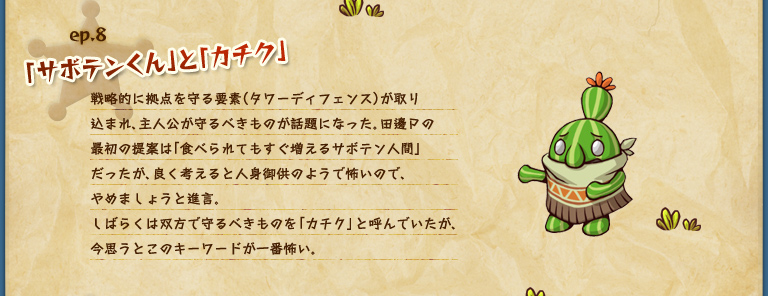 ep.8
「サボテンくん」と「カチク」
戦略的に拠点を守る要素(タワーディフェンス)が取り
込まれ、主人公が守るべきものが話題になった。田邊Pの
最初の提案は「食べられてもすぐ増えるサボテン人間」
だったが、良く考えると人身御供のようで怖いので、
やめましょうと進言。
しばらくは双方で守るべきものを「カチク」と呼んでいたが、
今思うとこのキーワードが一番怖い。